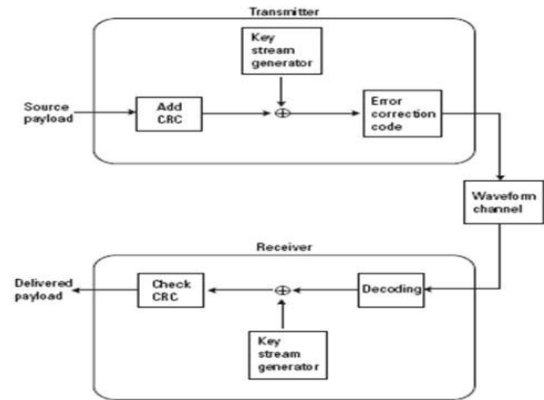 Transmitter
Key
stream
generator
Source
payload
Add
CRC
Error
correction
code
Waveform
channel
Receiver
Delivered
payload
Check
CRC
Decoding
Key
stream
generator